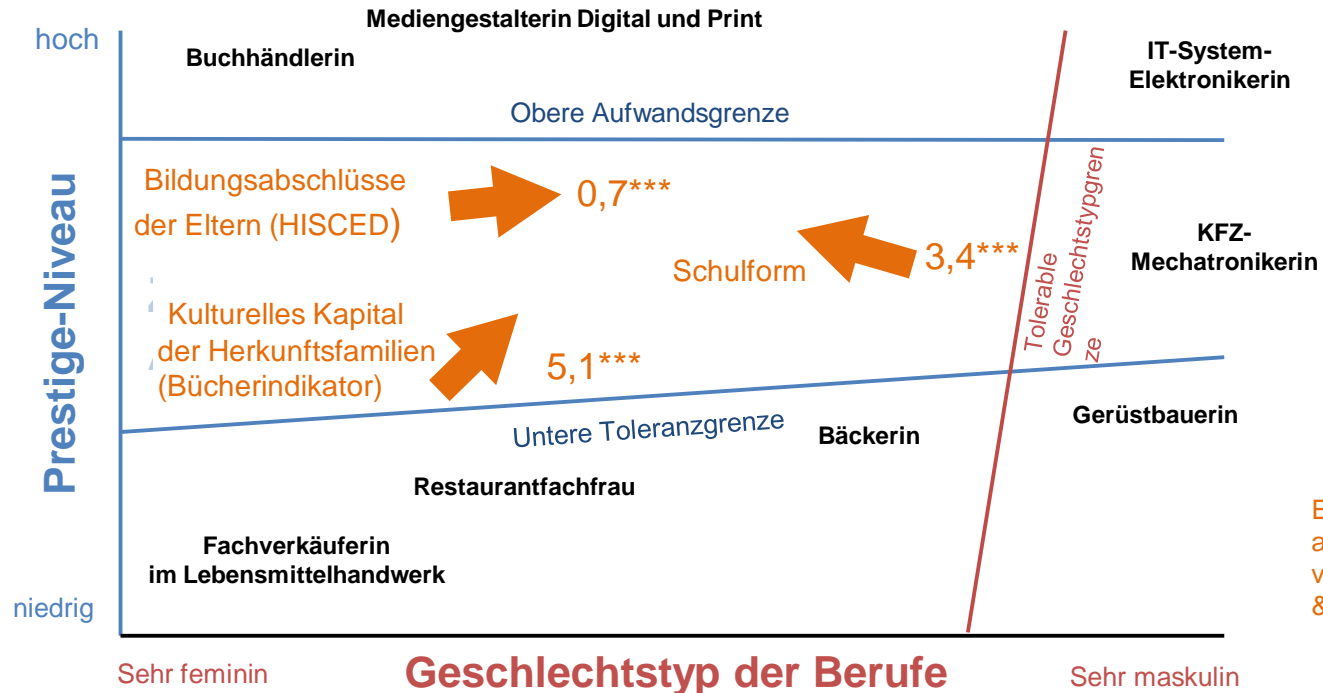 Mediengestalterin Digital und Print
hoch
Buchhändlerin
IT-System-
Elektronikerin
Obere Aufwandsgrenze
Bildungsabschlüsse
der Eltern (HISCED)
0,7***
Schulform
3,4***
KFZ-
Mechatronikerin
Tolerable
Geschlechtstypgren
ze
Kulturelles Kapital
der Herkunftsfamilien
(Bücherindikator)
5,1***
Prestige-Niveau
Untere Toleranzgrenze
Bäckerin
Gerüstbauerin
Restaurantfachfrau
Fachverkäuferin
im Lebensmittelhandwerk
E
a
v
&
niedrig
Sehr feminin
Geschlechtstyp der Berufe
Sehr maskulin